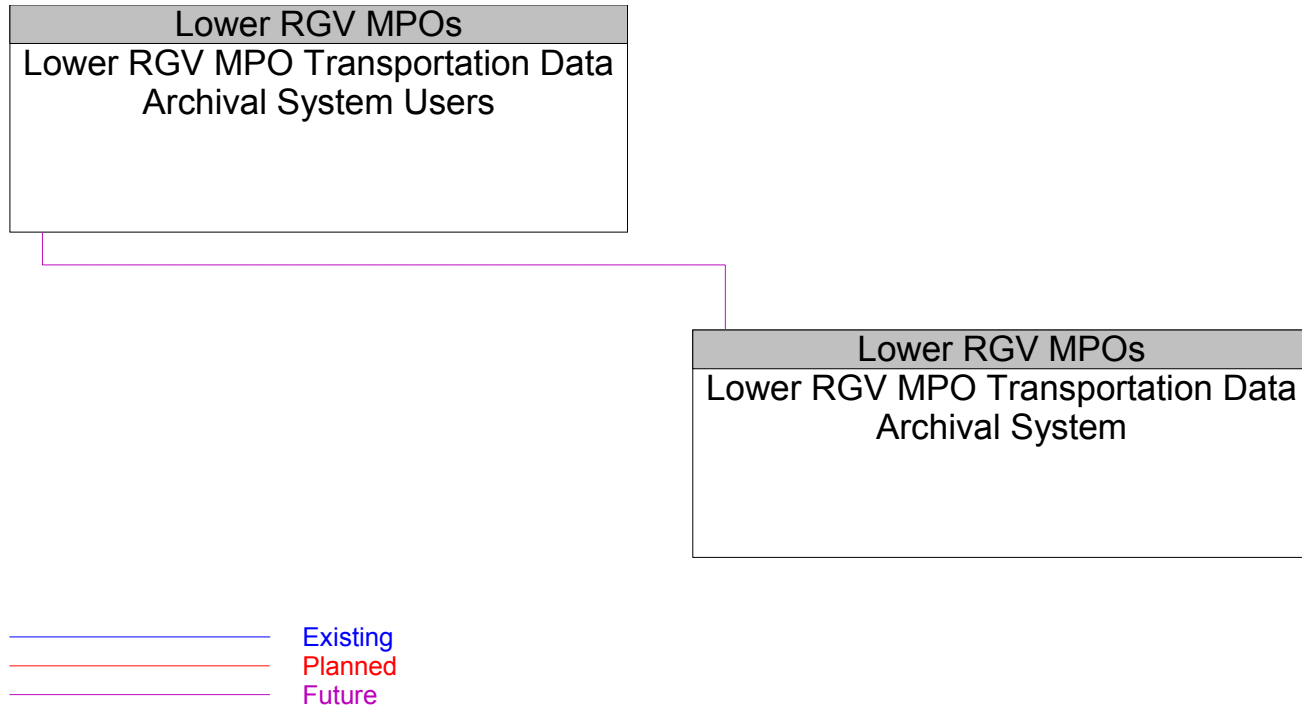 Lower RGV MPOs
Lower RGV MPO Transportation Data
Archival System Users
Lower RGV MPOs
Lower RGV MPO Transportation Data
Archival System
Existing
Planned
Future